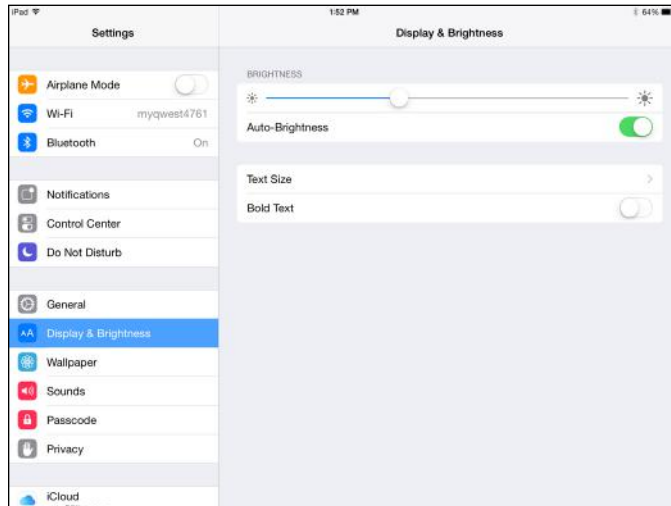 iPad 1:52 PM 64%
Settings
Display & Brightness
Airplane Mode
Wi-Fi myqwest4761
Bluetooth On
Notifications
Control Center
Do Not Disturb
General
Display & Brightness
Wallpaper
Sounds
Passcode
Privacy
iCloud
BRIGHTNESS
Auto-Brightness
Text Size
Bold Text